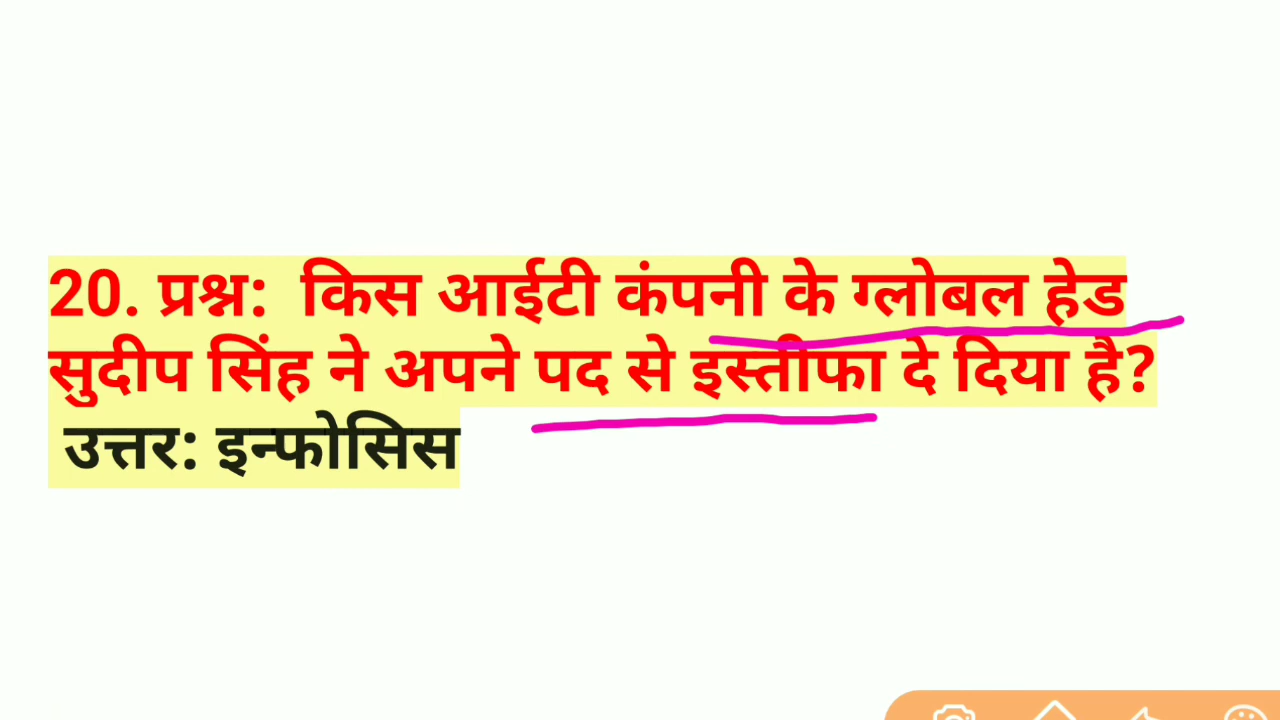 20. प्रश्न: किस आईटी कंपनी के ग्लोबल हेड
सुदीप सिंह ने अपने पद से इस्तीफा दे दिया है?
उत्तर: इन्फोसिस